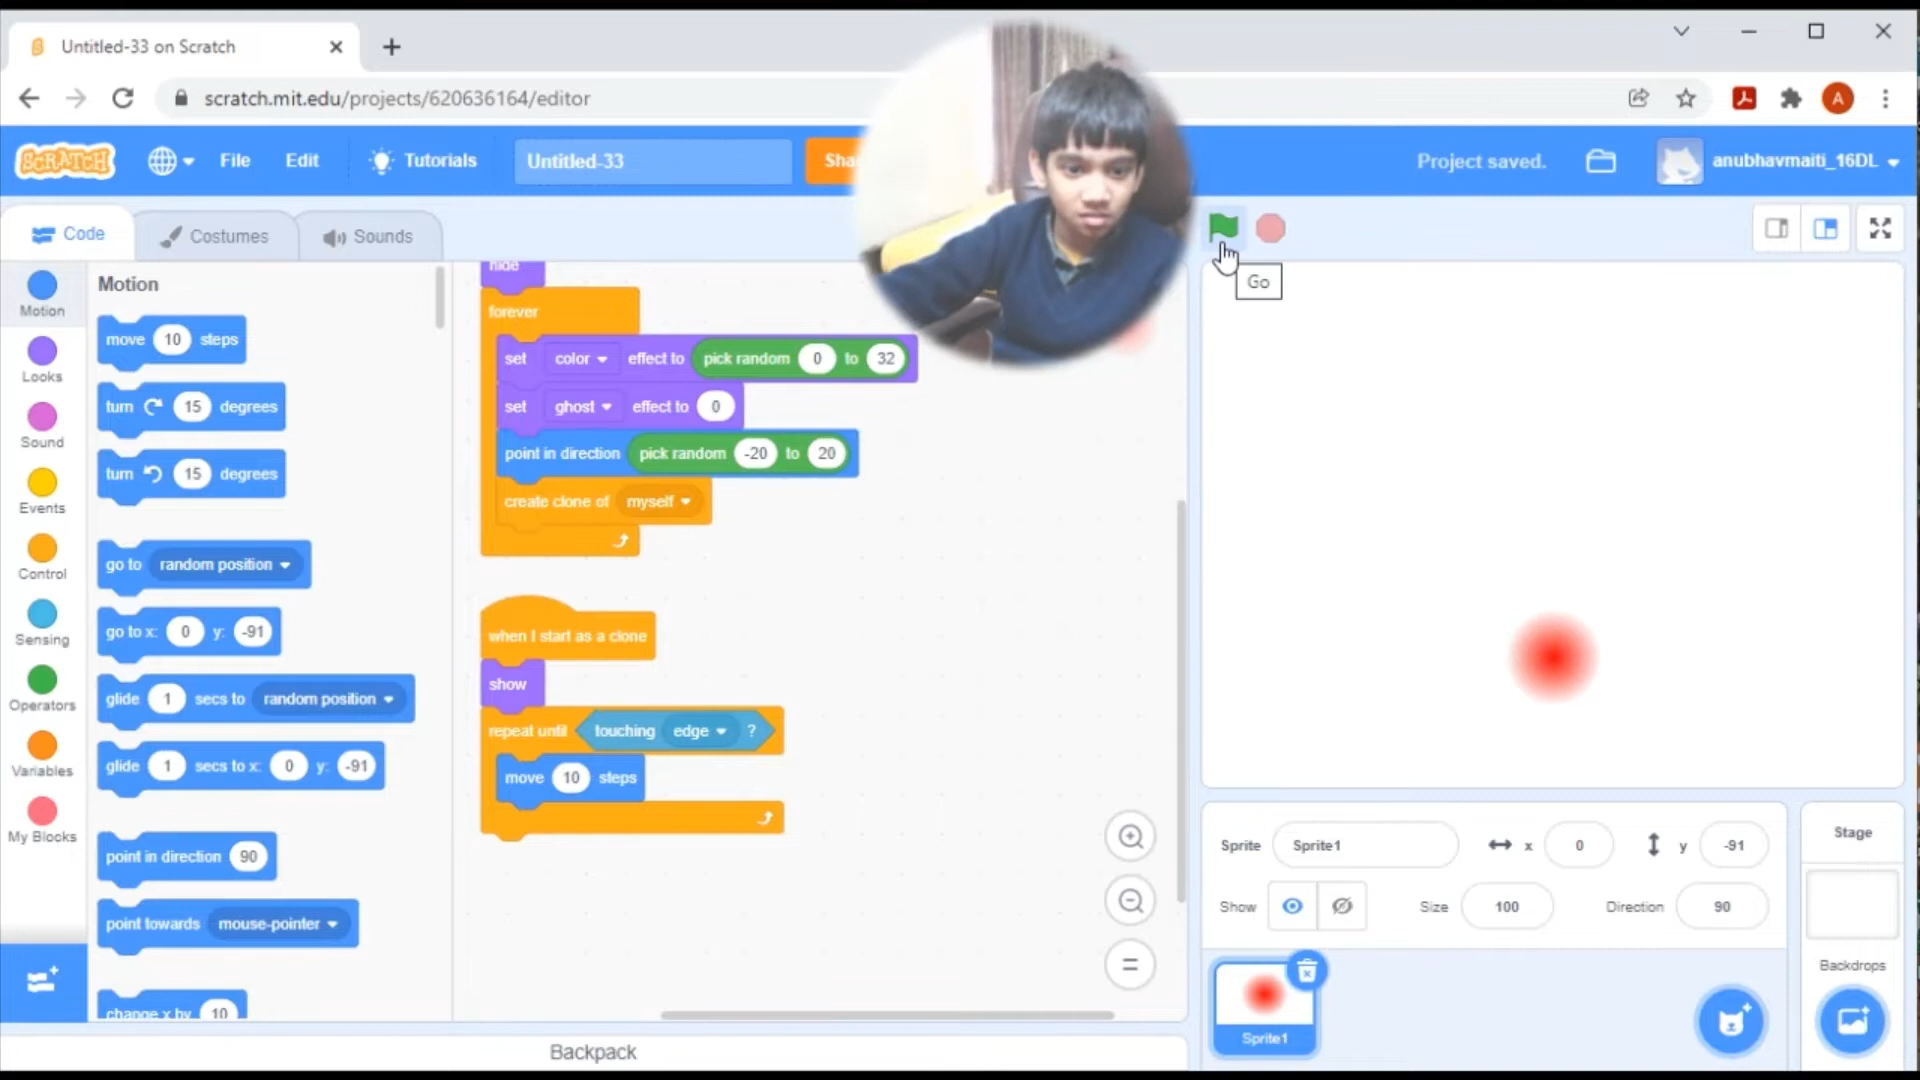 Untitled-33 on Scratch
scratch.mit.edu/projects/620636164/editor
A
SCRATCH
File
Edit
Tutorials
Untitled-33
Sha
Project saved.
anubhavmaiti_16DL
Code
Costumes
Sounds
Go
Motion
Looks
Sound
Events
Control
Sensing
Operators
Variables
My Blocks
Motion
move 10 steps
turn 15 degrees
turn 15 degrees
go to random position
go to x: 0 y: -91
glide 1 secs to random position
glide 1 secs to x: 0 y: -91
point in direction 90
point towards mouse-pointer
change x by 10
hide
forever
set color effect to pick random 0 to 32
set ghost effect to 0
point in direction pick random -20 to 20
create clone of myself
when I start as a clone
show
repeat until touching edge ?
move 10 steps
Sprite Sprite1 x 0 y -91
Show Size 100 Direction 90
Sprite1
Stage
Backdrops
Backpack